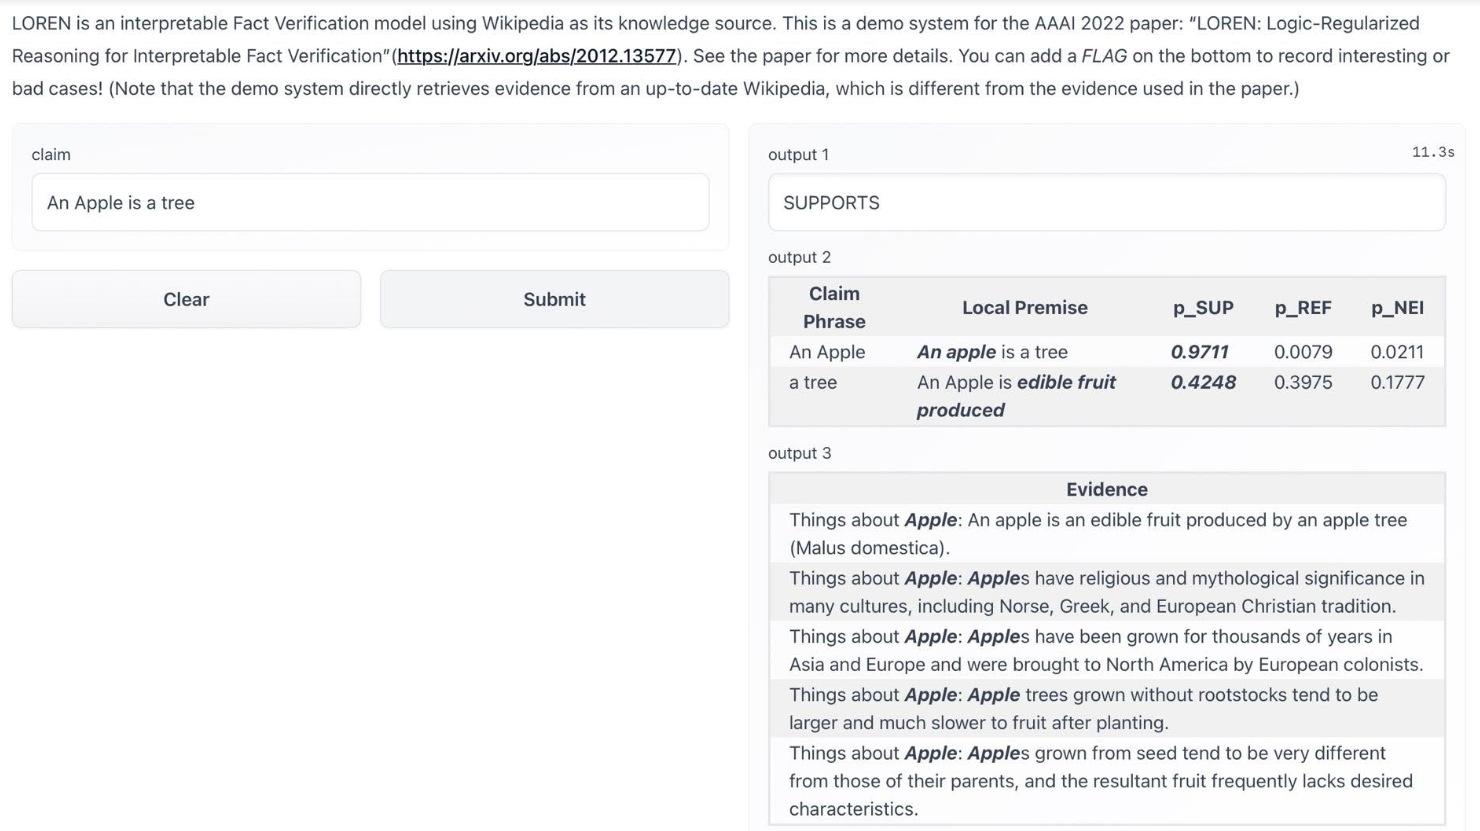 LOREN is an interpretable Fact Verification model using Wikipedia as its knowledge source. This is a demo system for the AAAI 2022 paper: "LOREN: Logic-Regularized
Reasoning for Interpretable Fact Verification"(https://arxiv.org/abs/2012.13577). See the paper for more details. You can add a FLAG on the bottom to record interesting or
bad cases! (Note that the demo system directly retrieves evidence from an up-to-date Wikipedia, which is different from the evidence used in the paper.)
claim
An Apple is a tree
Clear Submit
output 1 11.3s
SUPPORTS
output 2
Claim Phrase Local Premise p_SUP p_REF p_NEI
An Apple An apple is a tree 0.9711 0.0079 0.0211
a tree An Apple is edible fruit 0.4248 0.3975 0.1777
produced
output 3
Evidence
Things about Apple: An apple is an edible fruit produced by an apple tree
(Malus domestica).
Things about Apple: Apples have religious and mythological significance in
many cultures, including Norse, Greek, and European Christian tradition.
Things about Apple: Apples have been grown for thousands of years in
Asia and Europe and were brought to North America by European colonists.
Things about Apple: Apple trees grown without rootstocks tend to be
larger and much slower to fruit after planting.
Things about Apple: Apples grown from seed tend to be very different
from those of their parents, and the resultant fruit frequently lacks desired
characteristics.